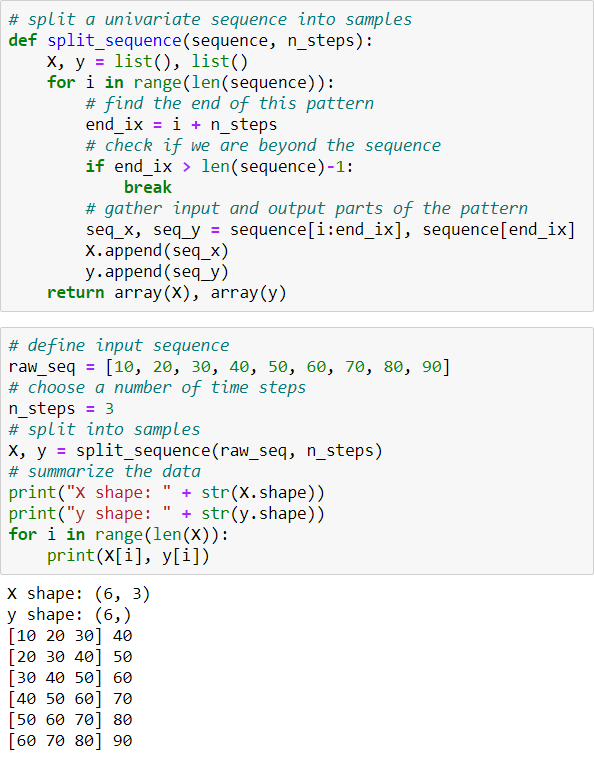 # split a univariate sequence into samples
def split_sequence(sequence, n_steps):
    X, y = list(), list()
    for i in range(len(sequence)):
        # find the end of this pattern
        end_ix = i + n_steps
        # check if we are beyond the sequence
        if end_ix > len(sequence)-1:
            break
        # gather input and output parts of the pattern
        seq_x, seq_y = sequence[i:end_ix], sequence[end_ix]
        X.append(seq_x)
        y.append(seq_y)
    return array(X), array(y)
# define input sequence
raw_seq = [10, 20, 30, 40, 50, 60, 70, 80, 90]
# choose a number of time steps
n_steps = 3
# split into samples
X, y = split_sequence(raw_seq, n_steps)
# summarize the data
print("X shape: " + str(X.shape))
print("y shape: " + str(y.shape))
for i in range(len(X)):
    print(X[i], y[i])
X shape: (6, 3)
y shape: (6,)
[10 20 30] 40
[20 30 40] 50
[30 40 50] 60
[40 50 60] 70
[50 60 70] 80
[60 70 80] 90